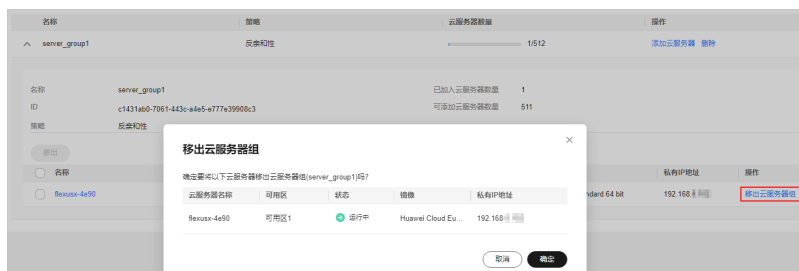 名称 策略 云服务器数量 操作
server_group1 反亲和性 1/512 添加云服务器 删除
名称 server_group1 已加入云服务器数量 1
ID c1431ab0-7061-443c-a4e5-e777e39908c3 可添加云服务器数量 511
策略 反亲和性
移出
名称 私有IP地址 操作
flexusx-4e90 ndard 64 bit 192.168. 移出云服务器组
移出云服务器组
确定要将以下云服务器移出云服务器组(server_group1)吗?
云服务器名称 可用区 状态 镜像 私有IP地址
flexusx-4e90 可用区1 运行中 Huawei Cloud Eu... 192.168
取消 确定